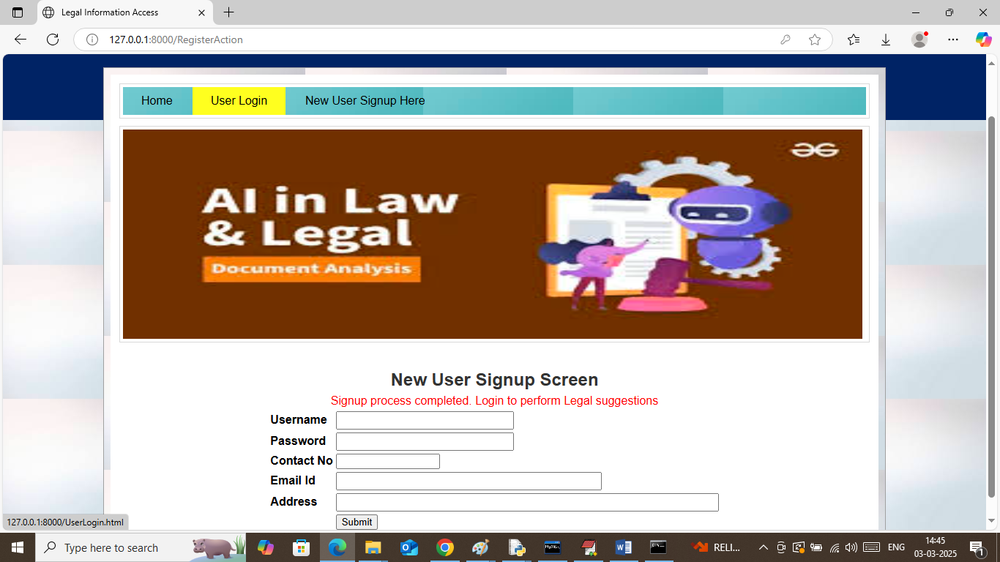 Legal Information Access
127.0.0.1:8000/RegisterAction
Home User Login New User Signup Here
AI in Law
& Legal
Document Analysis
New User Signup Screen
Signup process completed. Login to perform Legal suggestions
Username
Password
Contact No
Email Id
Address
Submit
127.0.0.1:8000/UserLogin.html
Type here to search
RELI...
ENG
14:45
03-03-2025
1